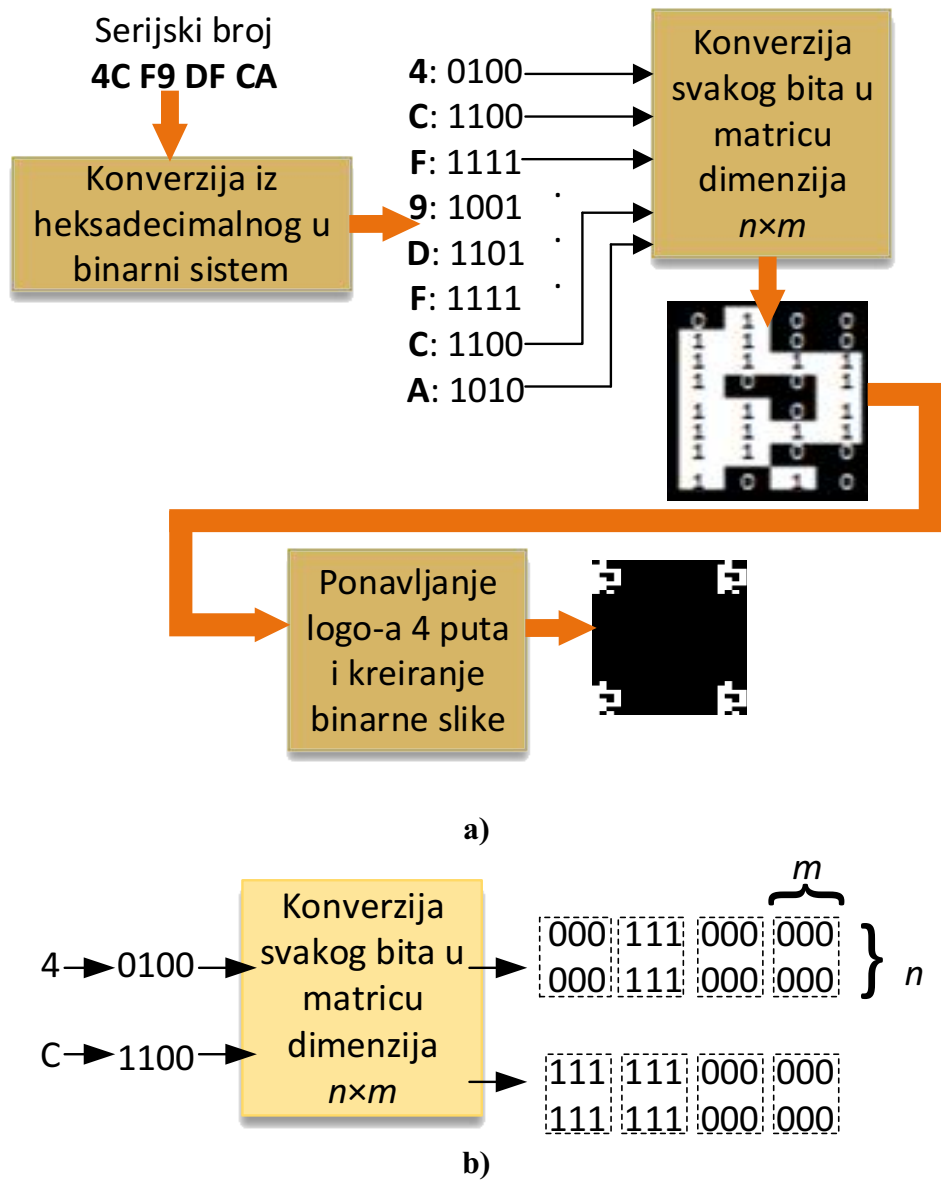 Serijski broj
4C F9 DF CA
Konverzija iz
heksadecimalnog u
binarni sistem
4: 0100
C: 1100
F: 1111
9: 1001
D: 1101
F: 1111
C: 1100
A: 1010
Konverzija
svakog bita u
matricu
dimenzija
n×m
0 1 0 0
1 1 0 0
1 1 1 1
1 0 0 1
1 1 0 1
1 1 1 1
1 1 0 0
1 0 1 0
Ponavljanje
logo-a 4 puta
i kreiranje
binarne slike
a)
4 0100
C 1100
Konverzija
svakog bita u
matricu
dimenzija
n×m
m
000 111 000 000
000 111 000 000
n
111 111 000 000
111 111 000 000
b)